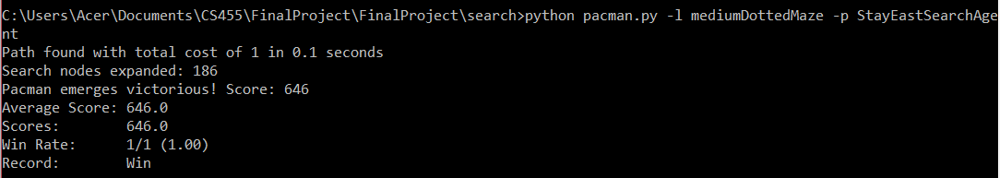 C:\Users\Acer\Documents\CS455\FinalProject\FinalProject\search>python pacman.py -l mediumDottedMaze -p StayEastSearchAge
nt
Path found with total cost of 1 in 0.1 seconds
Search nodes expanded: 186
Pacman emerges victorious! Score: 646
Average Score: 646.0
Scores:        646.0
Win Rate:      1/1 (1.00)
Record:        Win